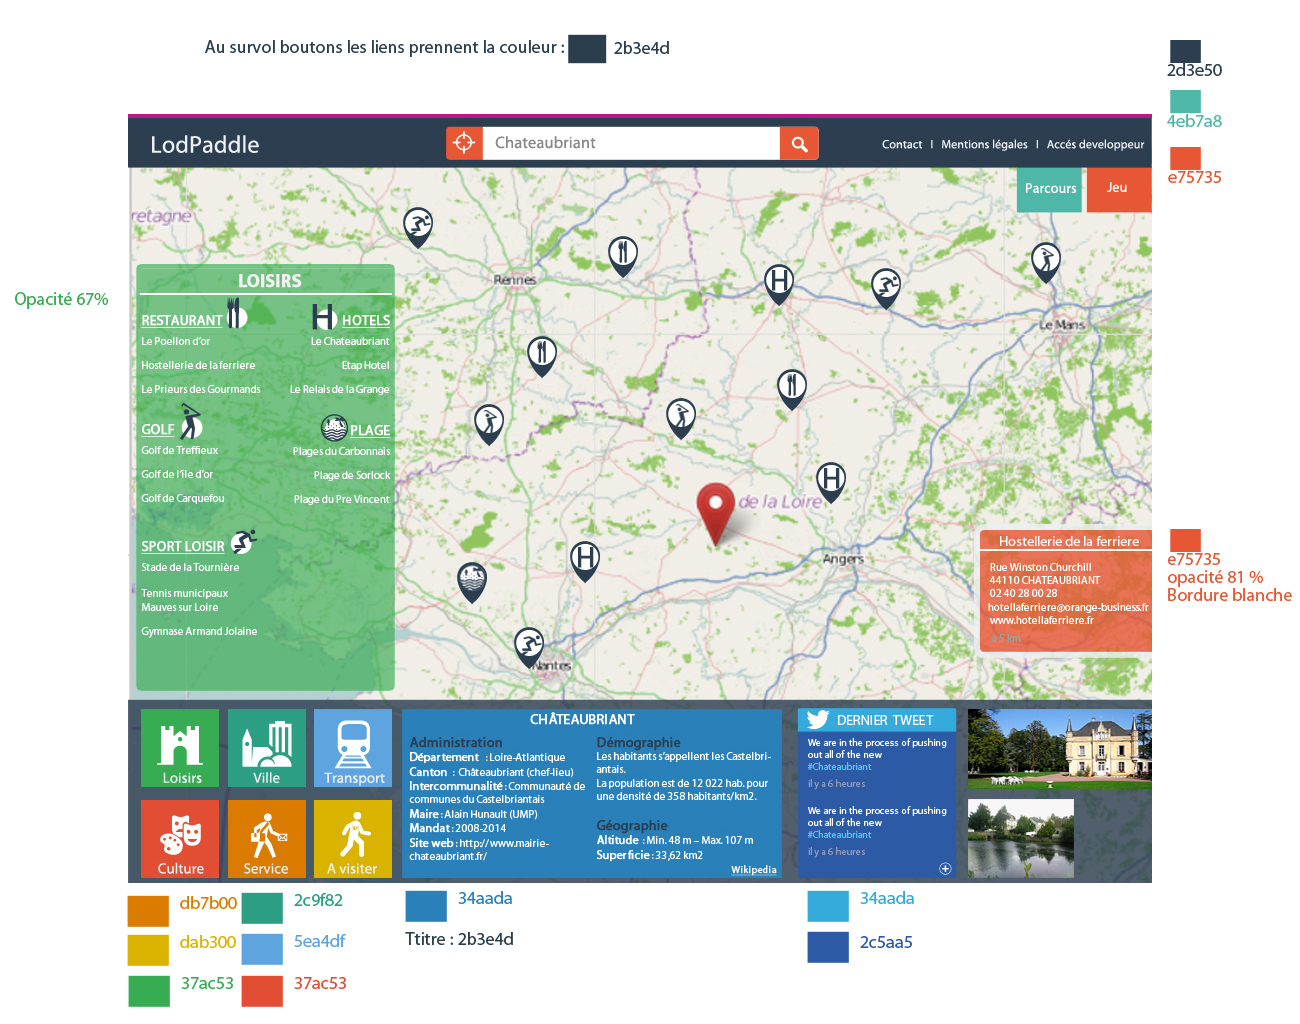 Au survol boutons les liens prennent la couleur : 2b3e4d
2d3e50
4eb7a8
e75735
LodPaddle
Chateaubriant
Contact | Mentions légales | Accés developpeur
Parcours
Jeu
retagne
Rennes
Le Mans
de la Loire
Angers
Nantes
Opacité 67%
LOISIRS
RESTAURANT
Le Poellon d'or
Hostellerie de la ferriere
Le Prieurs des Gourmands
HOTELS
Le Chateaubriant
Etap Hotel
Le Relais de la Grange
GOLF
Golf de Treffieux
Golf de l'ile d'or
Golf de Carquefou
PLAGE
Plages du Carbonnais
Plage de Sorlock
Plage du Pre Vincent
SPORT LOISIR
Stade de la Tournière
Tennis municipaux
Mauves sur Loire
Gymnase Armand Jolaine
H
H
H
Hostellerie de la ferriere
Rue Winston Churchill
44110 CHATEAUBRIANT
02 40 28 00 28
hotellaferriere@orange-business.fr
www.hotellaferriere.fr
à 5 km
e75735
opacité 81 %
Bordure blanche
Loisirs
Ville
Transport
Culture
Service
A visiter
CHÂTEAUBRIANT
Administration
Département : Loire-Atlantique
Canton : Châteaubriant (chef-lieu)
Intercommunalité : Communauté de
communes du Castelbriantais
Maire : Alain Hunault (UMP)
Mandat : 2008-2014
Site web : http://www.mairie-
chateaubriant.fr/
Démographie
Les habitants s'appellent les Castelbri-
antais.
La population est de 12 022 hab. pour
une densité de 358 habitants/km2.
Géographie
Altitude : Min. 48 m – Max. 107 m
Superficie : 33,62 km2
Wikipedia
DERNIER TWEET
We are in the process of pushing
out all of the new
#Chateaubriant
il y a 6 heures
We are in the process of pushing
out all of the new
#Chateaubriant
il y a 6 heures
db7b00
2c9f82
dab300
5ea4df
37ac53
37ac53
34aada
Ttitre : 2b3e4d
34aada
2c5aa5